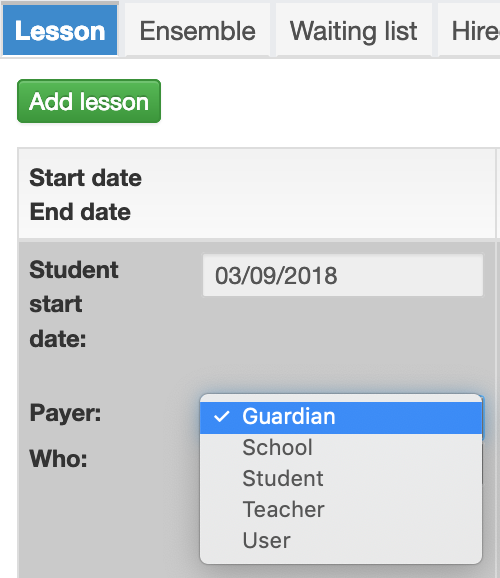 Lesson Ensemble Waiting list Hire
Add lesson
Start date
End date
Student 03/09/2018
start
date:
Payer: ✓ Guardian
School
Who:
Student
Teacher
User